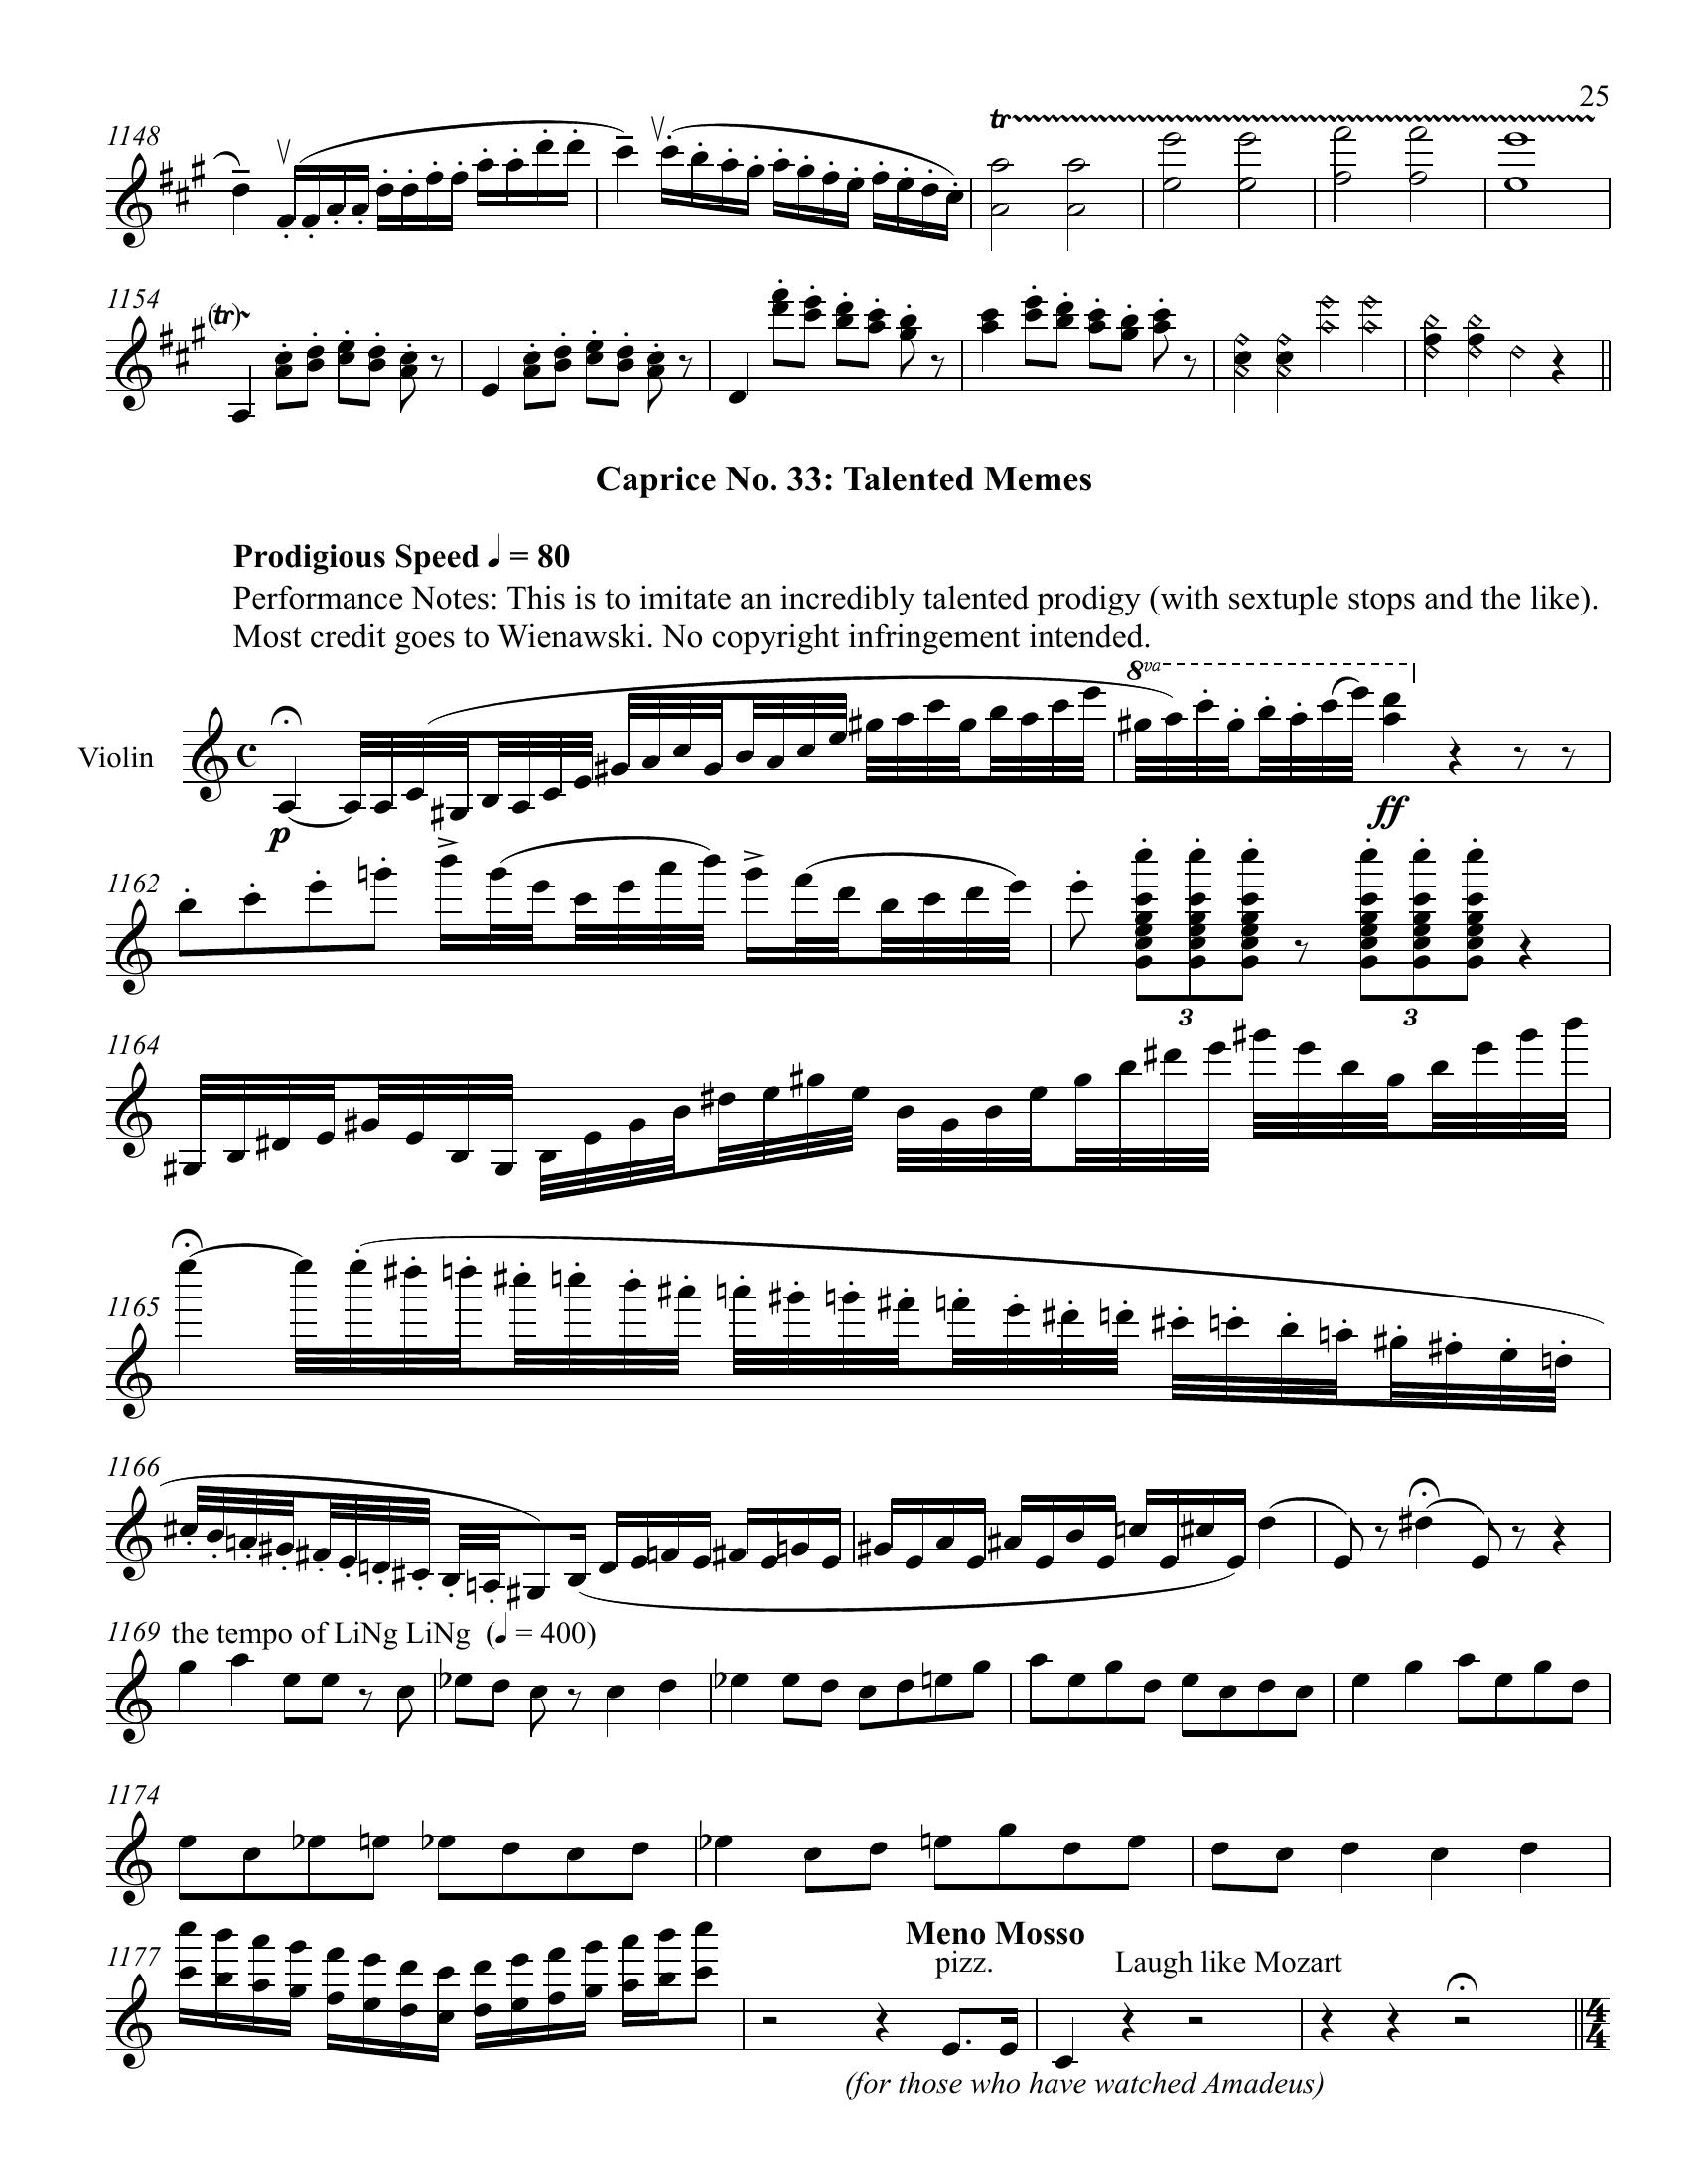 25
1148
tr
1154
(tr)
Caprice No. 33: Talented Memes
Prodigious Speed ♩ = 80
Performance Notes: This is to imitate an incredibly talented prodigy (with sextuple stops and the like).
Most credit goes to Wienawski. No copyright infringement intended.
8va
Violin
p
ff
1162
3 3
1164
1165
1166
1169 the tempo of LiNg LiNg (♩ = 400)
1174
Meno Mosso
1177 pizz. Laugh like Mozart
4
4
(for those who have watched Amadeus)